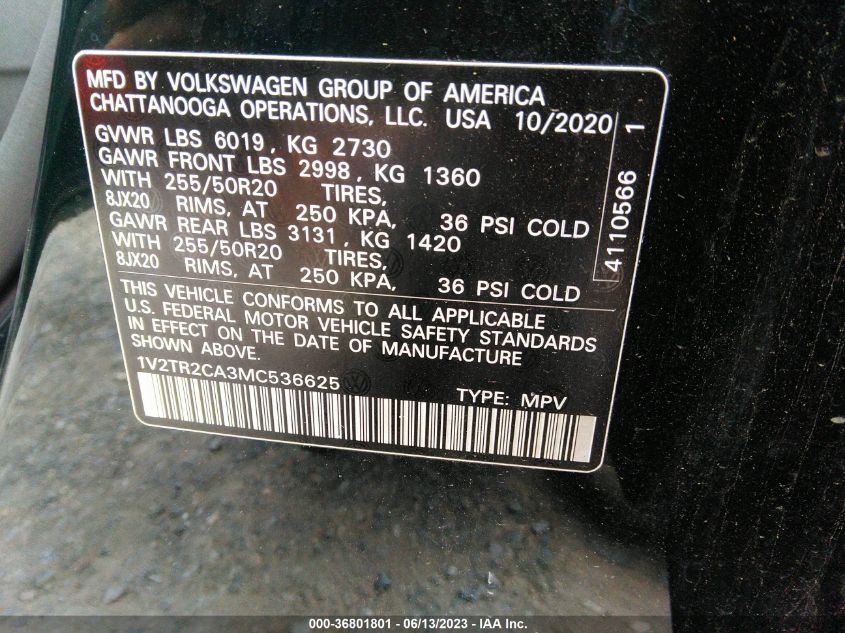 MFD BY VOLKSWAGEN GROUP OF AMERICA
CHATTANOOGA OPERATIONS, LLC. USA 10/2020
GVWR LBS 6019, KG 2730
GAWR FRONT LBS 2998, KG 1360
WITH 255/50R20 TIRES,
8JX20 RIMS, AT 250 KPA, 36 PSI COLD
GAWR REAR LBS 3131, KG 1420
WITH 255/50R20 TIRES,
8JX20 RIMS, AT 250 KPA, 36 PSI COLD
THIS VEHICLE CONFORMS TO ALL APPLICABLE
U.S. FEDERAL MOTOR VEHICLE SAFETY STANDARDS
IN EFFECT ON THE DATE OF MANUFACTURE
SHOWN ABOVE.
1V2TR2CA3MC536625 TYPE: MPV
4110566 1
000-36801801 - 06/13/2023 - IAA Inc.